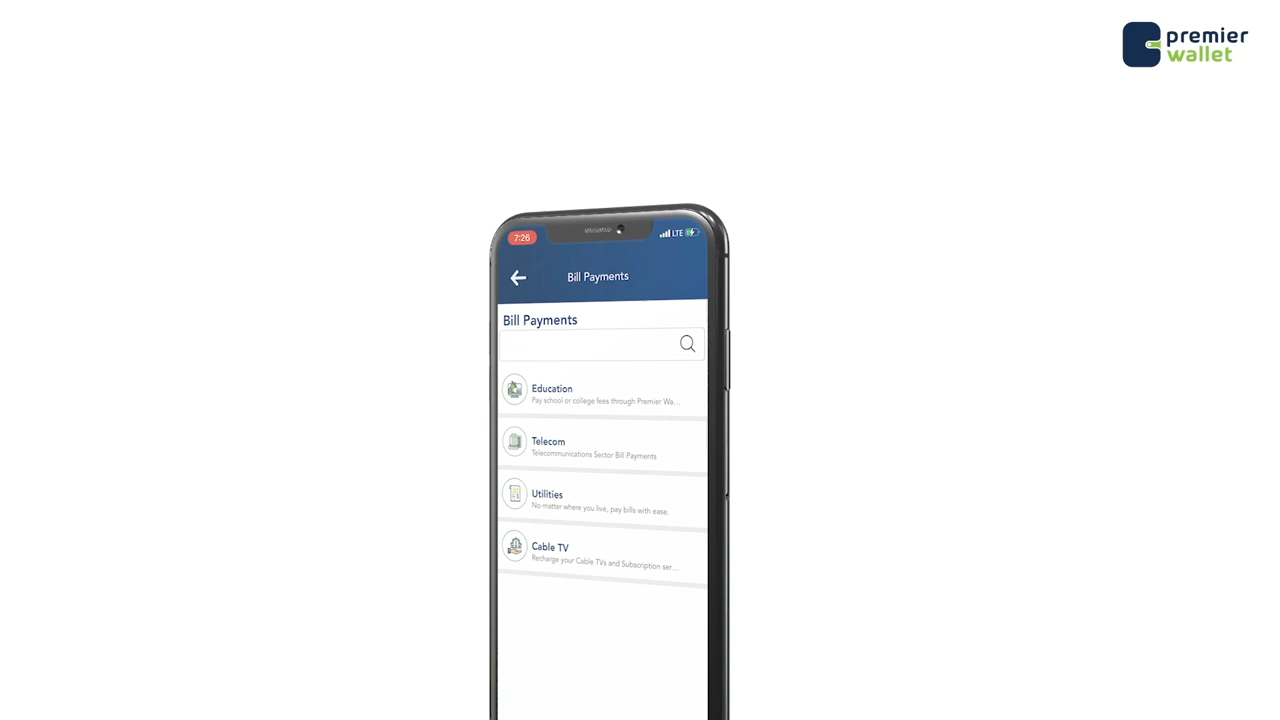 premier
wallet
7:26
LTE
Bill Payments
Bill Payments
Education
Pay school or college fees through Premier Wa...
Telecom
Telecommunications Sector Bill Payments
Utilities
No matter where you live, pay bills with ease.
Cable TV
Recharge your Cable TVs and Subscription ser...